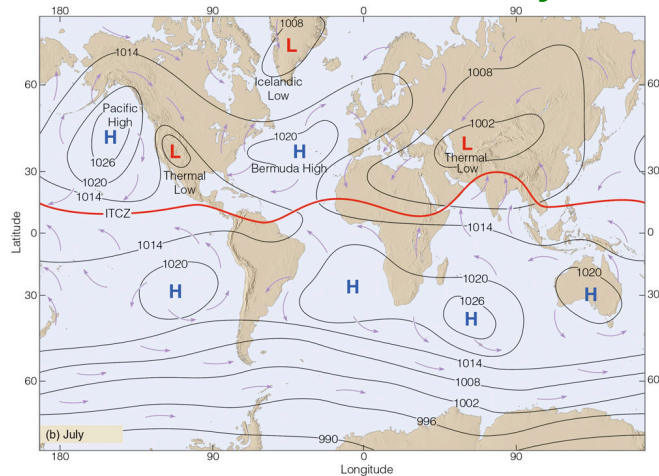 180
90
0
90
1008
L
1014
60
Icelandic
Low
1008
Pacific
High
H
1026
1020
1014
L
Thermal
Low
1020
H
Bermuda High
1002
L
Thermal
Low
30
30
ITCZ
1014
0
0
Latitude
1014
1020
H
H
1020
1026
H
1020
H
30
30
1014
1008
1002
996
990
60
60
60
(b) July
180
90
0
90
Longitude